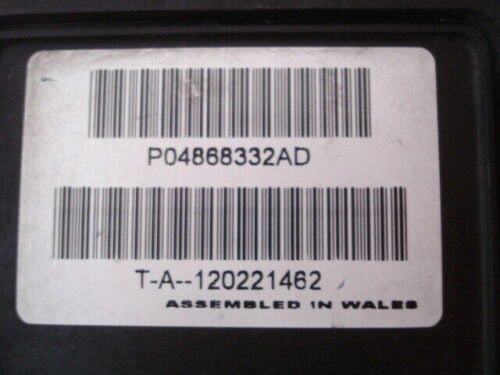 P04868332AD
T-A--120221462
ASSEMBLED IN WALES